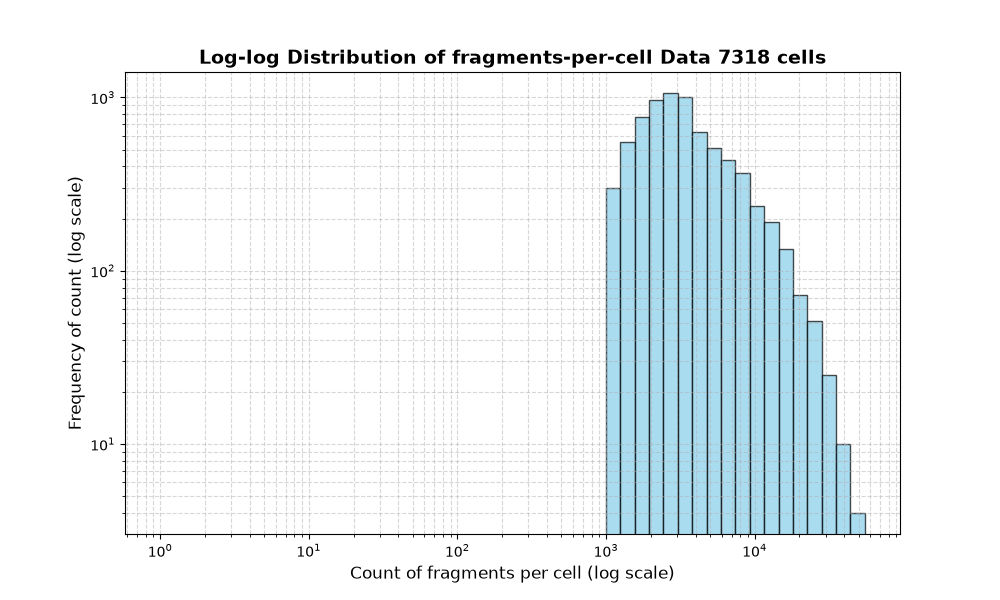 Log-log Distribution of fragments-per-cell Data 7318 cells
Frequency of count (log scale)
10³
10²
10¹
10⁰ 10¹ 10² 10³ 10⁴
Count of fragments per cell (log scale)